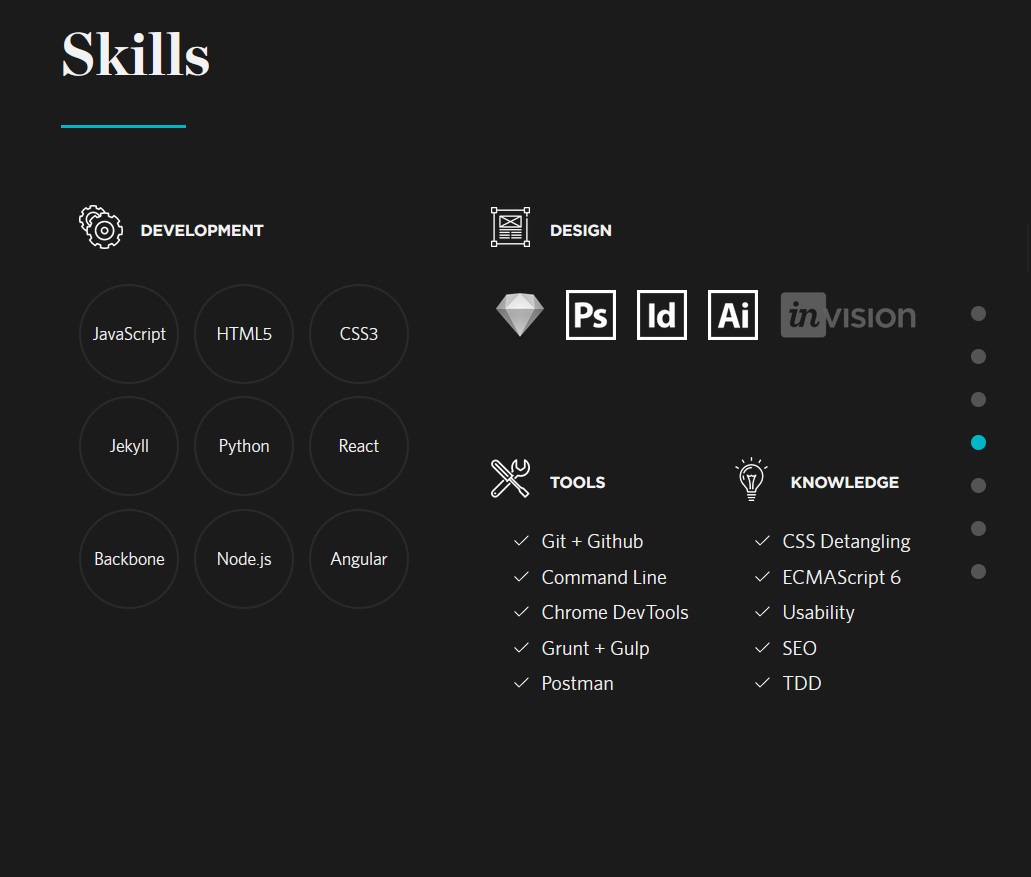 Skills
DEVELOPMENT
JavaScript HTML5 CSS3
Jekyll Python React
Backbone Node.js Angular
DESIGN
Ps Id Ai inVISION
TOOLS
Git + Github
Command Line
Chrome DevTools
Grunt + Gulp
Postman
KNOWLEDGE
CSS Detangling
ECMAScript 6
Usability
SEO
TDD